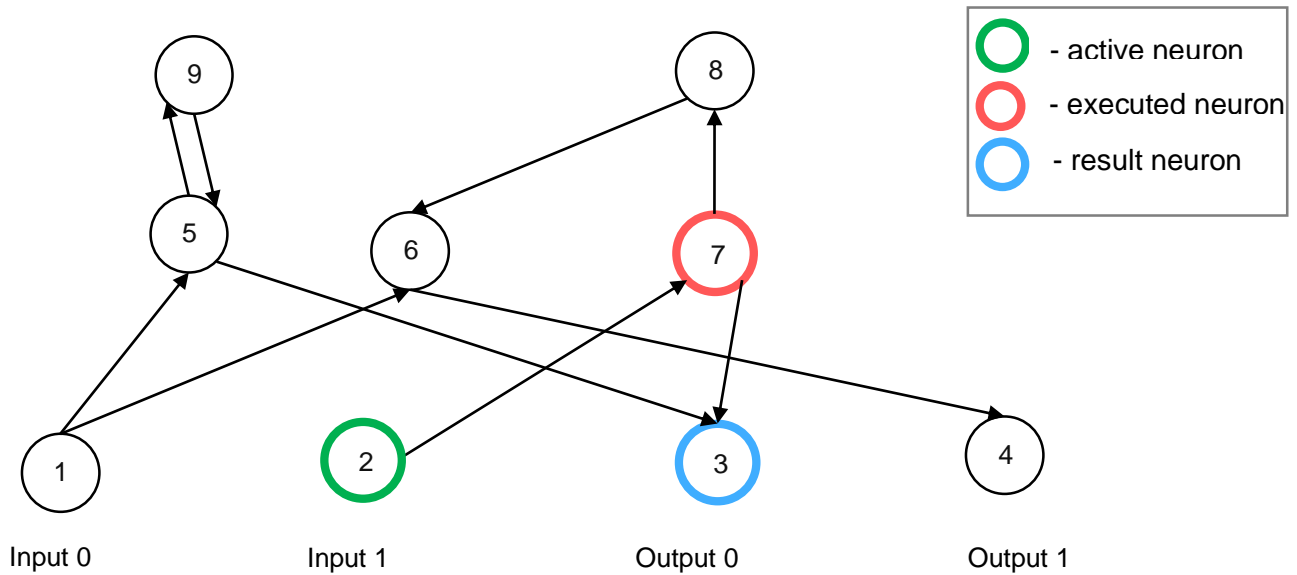 9
8
- active neuron
- executed neuron
- result neuron
5
6
7
1
2
3
4
Input 0
Input 1
Output 0
Output 1